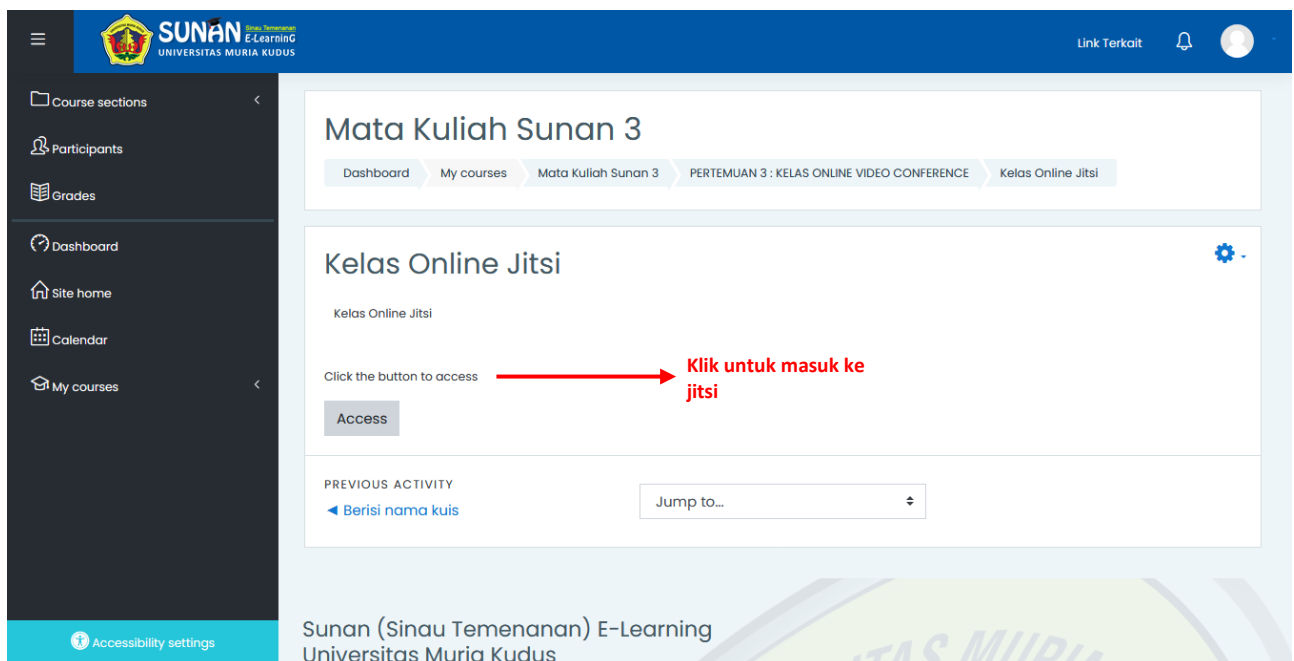 SUNAN Sinau Temenanan
E-LearninG
UNIVERSITAS MURIA KUDUS
Link Terkait
Course sections
Participants
Grades
Dashboard
Site home
Calendar
My courses
Accessibility settings
Mata Kuliah Sunan 3
Dashboard My courses Mata Kuliah Sunan 3 PERTEMUAN 3 : KELAS ONLINE VIDEO CONFERENCE Kelas Online Jitsi
Kelas Online Jitsi
Kelas Online Jitsi
Click the button to access
Klik untuk masuk ke
jitsi
Access
PREVIOUS ACTIVITY
◄ Berisi nama kuis
Jump to...
Sunan (Sinau Temenanan) E-Learning
Universitas Muria Kudus